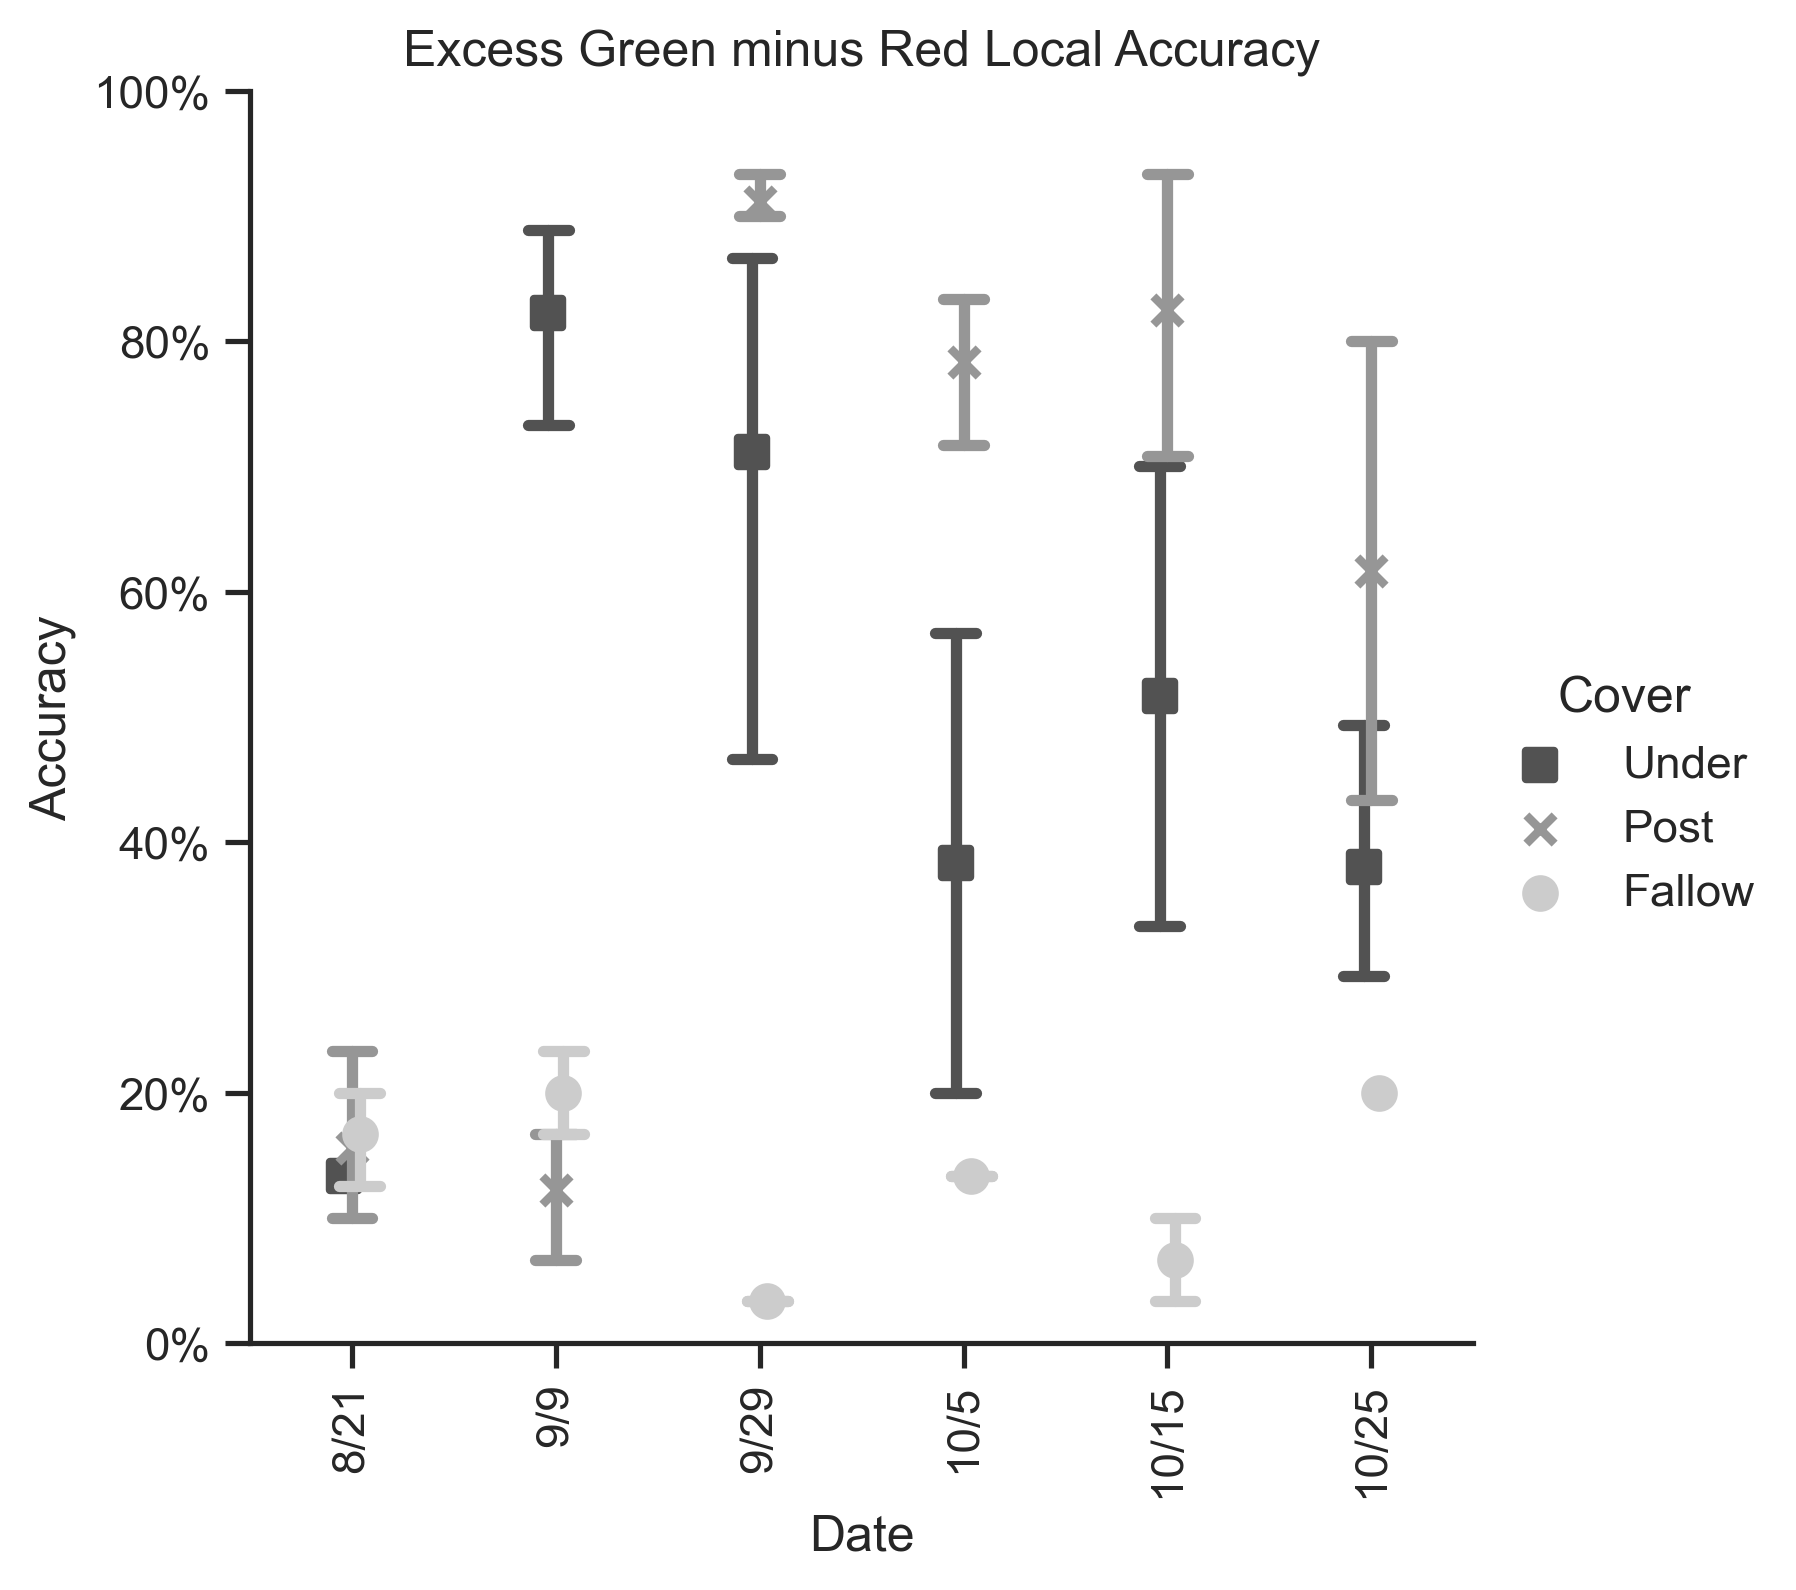 Excess Green minus Red Local Accuracy
100%
80%
60%
40%
20%
0%
Accuracy
8/21
9/9
9/29
10/5
10/15
10/25
Date
Cover
Under
Post
Fallow